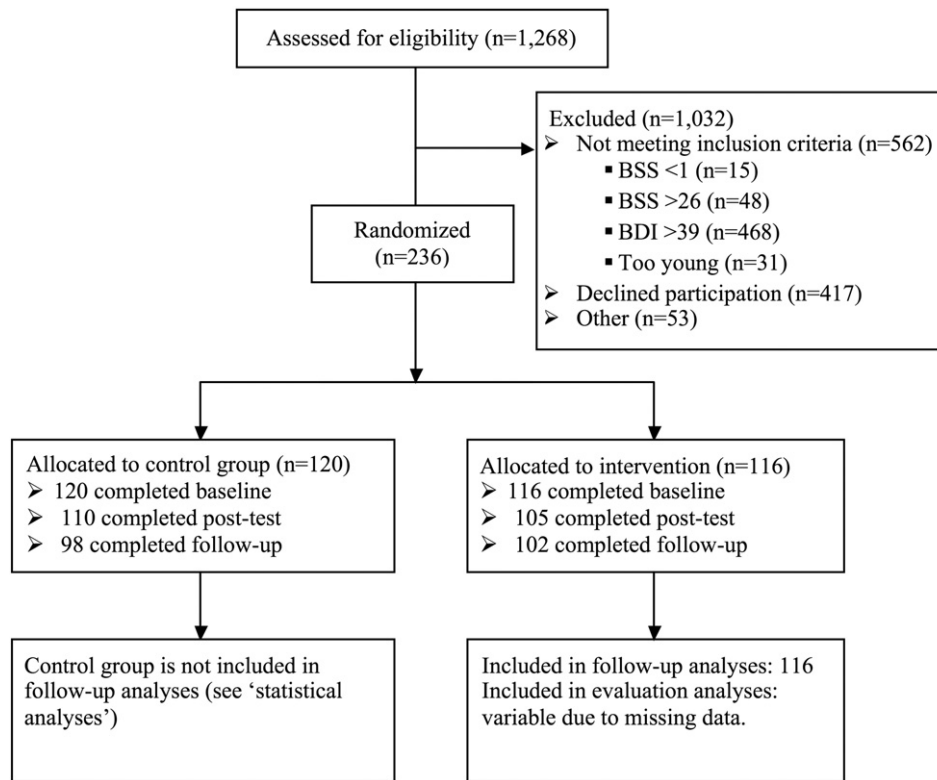 Assessed for eligibility (n=1,268)
Excluded (n=1,032)
➢ Not meeting inclusion criteria (n=562)
▪ BSS <1 (n=15)
▪ BSS >26 (n=48)
▪ BDI >39 (n=468)
▪ Too young (n=31)
➢ Declined participation (n=417)
➢ Other (n=53)
Randomized
(n=236)
Allocated to control group (n=120)
➢ 120 completed baseline
➢ 110 completed post-test
➢ 98 completed follow-up
Allocated to intervention (n=116)
➢ 116 completed baseline
➢ 105 completed post-test
➢ 102 completed follow-up
Control group is not included in
follow-up analyses (see ‘statistical
analyses’)
Included in follow-up analyses: 116
Included in evaluation analyses:
variable due to missing data.